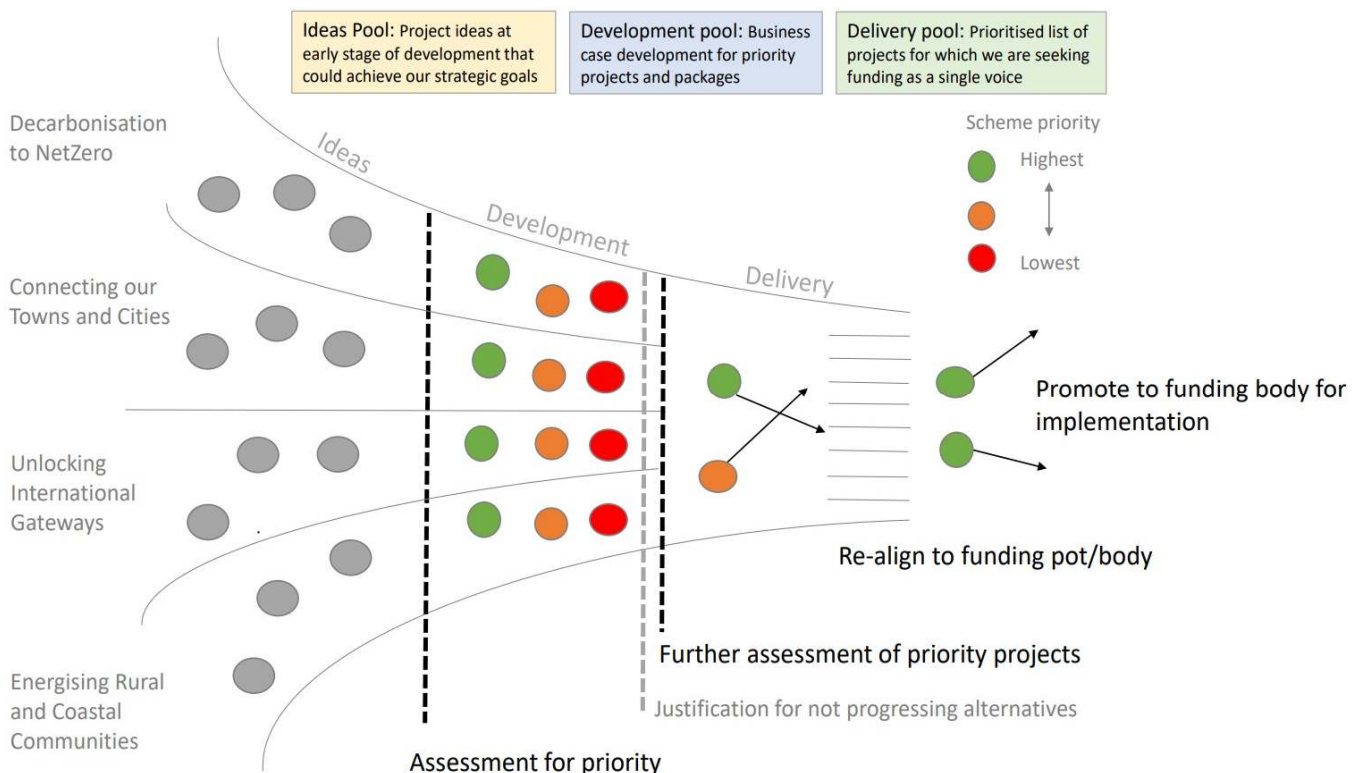 Ideas Pool: Project ideas at
early stage of development that
could achieve our strategic goals
Development pool: Business
case development for priority
projects and packages
Delivery pool: Prioritised list of
projects for which we are seeking
funding as a single voice
Decarbonisation
to NetZero
Ideas
Development
Delivery
Scheme priority
Highest
Lowest
Connecting our
Towns and Cities
Promote to funding body for
implementation
Unlocking
International
Gateways
Re-align to funding pot/body
Further assessment of priority projects
Justification for not progressing alternatives
Energising Rural
and Coastal
Communities
Assessment for priority